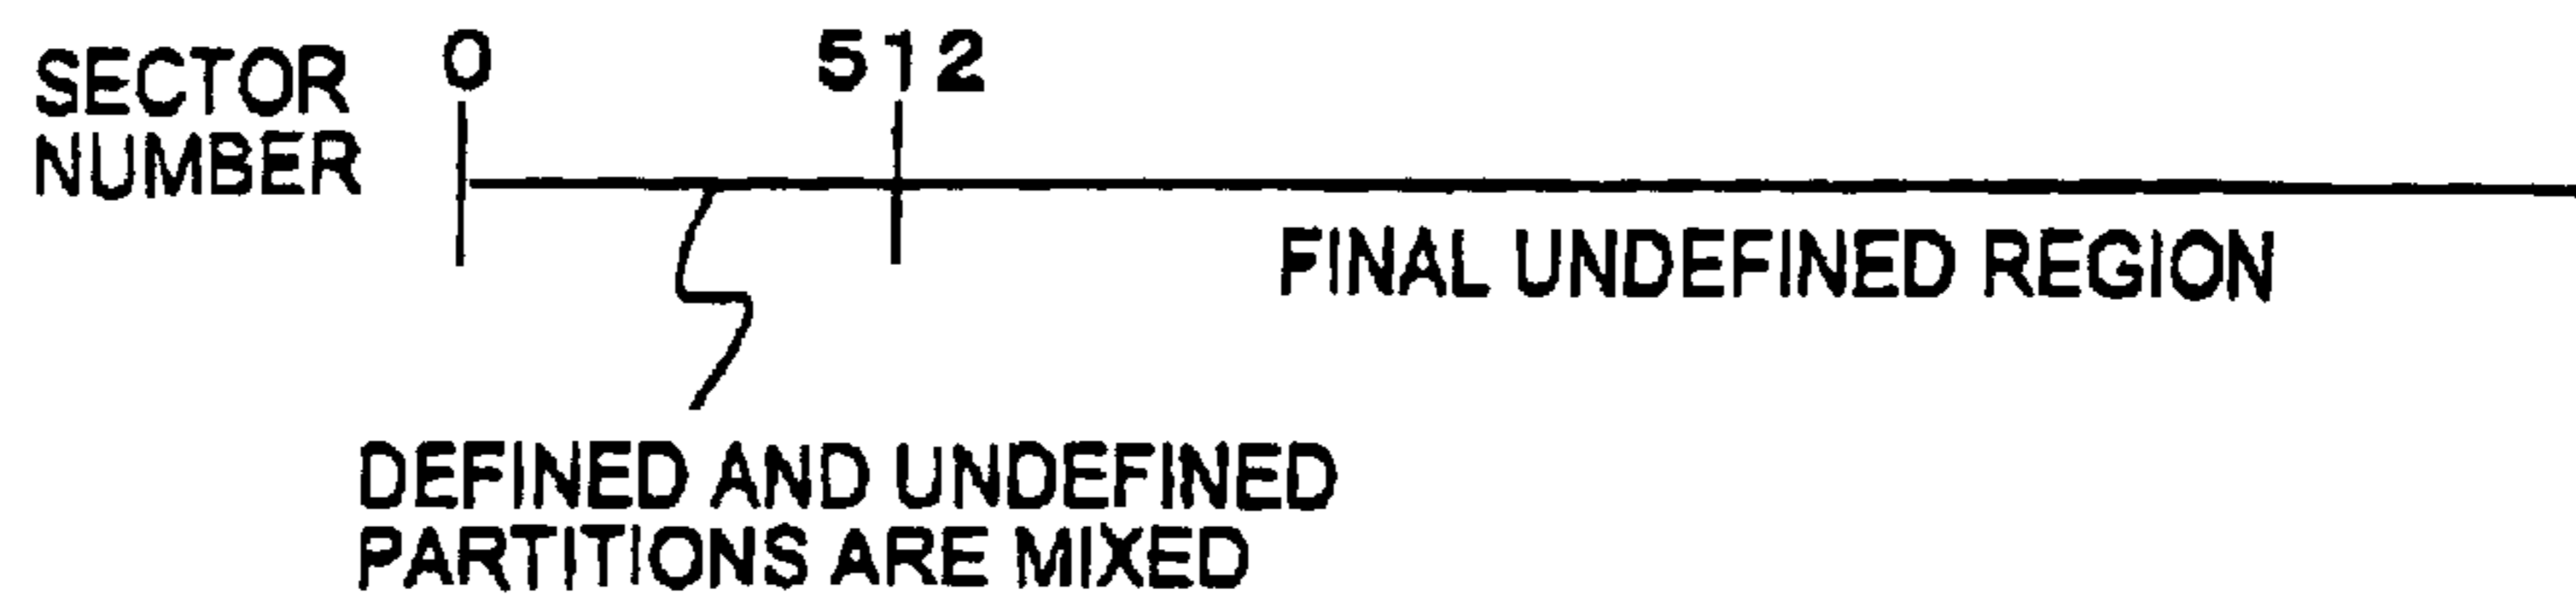 SECTOR
NUMBER
0
512
FINAL UNDEFINED REGION
DEFINED AND UNDEFINED
PARTITIONS ARE MIXED